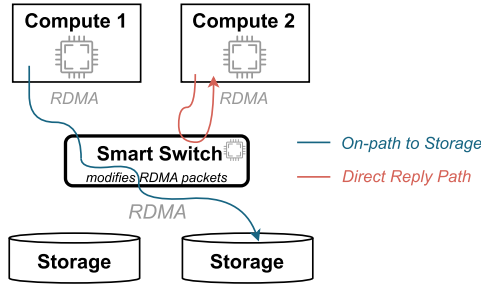 Compute 1
Compute 2
RDMA
RDMA
Smart Switch
modifies RDMA packets
On-path to Storage
Direct Reply Path
RDMA
Storage
Storage